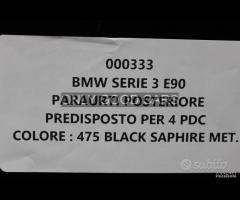 000333
BMW SERIE 3 E90
PARAURTI POSTERIORE
PREDISPOSTO PER 4 PDC
COLORE : 475 BLACK SAPHIRE MET.
subito